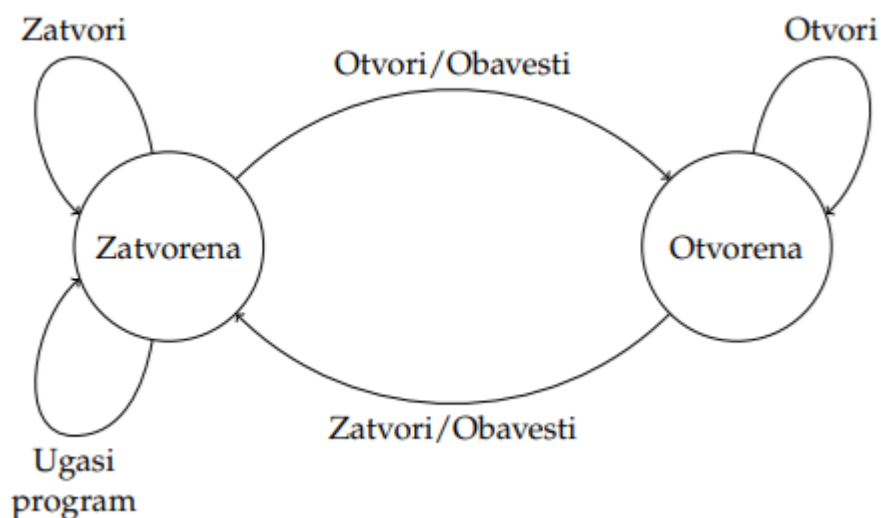 Zatvori
Otvori
Otvori/Obavesti
Zatvorena
Otvorena
Zatvori/Obavesti
Ugasi
program